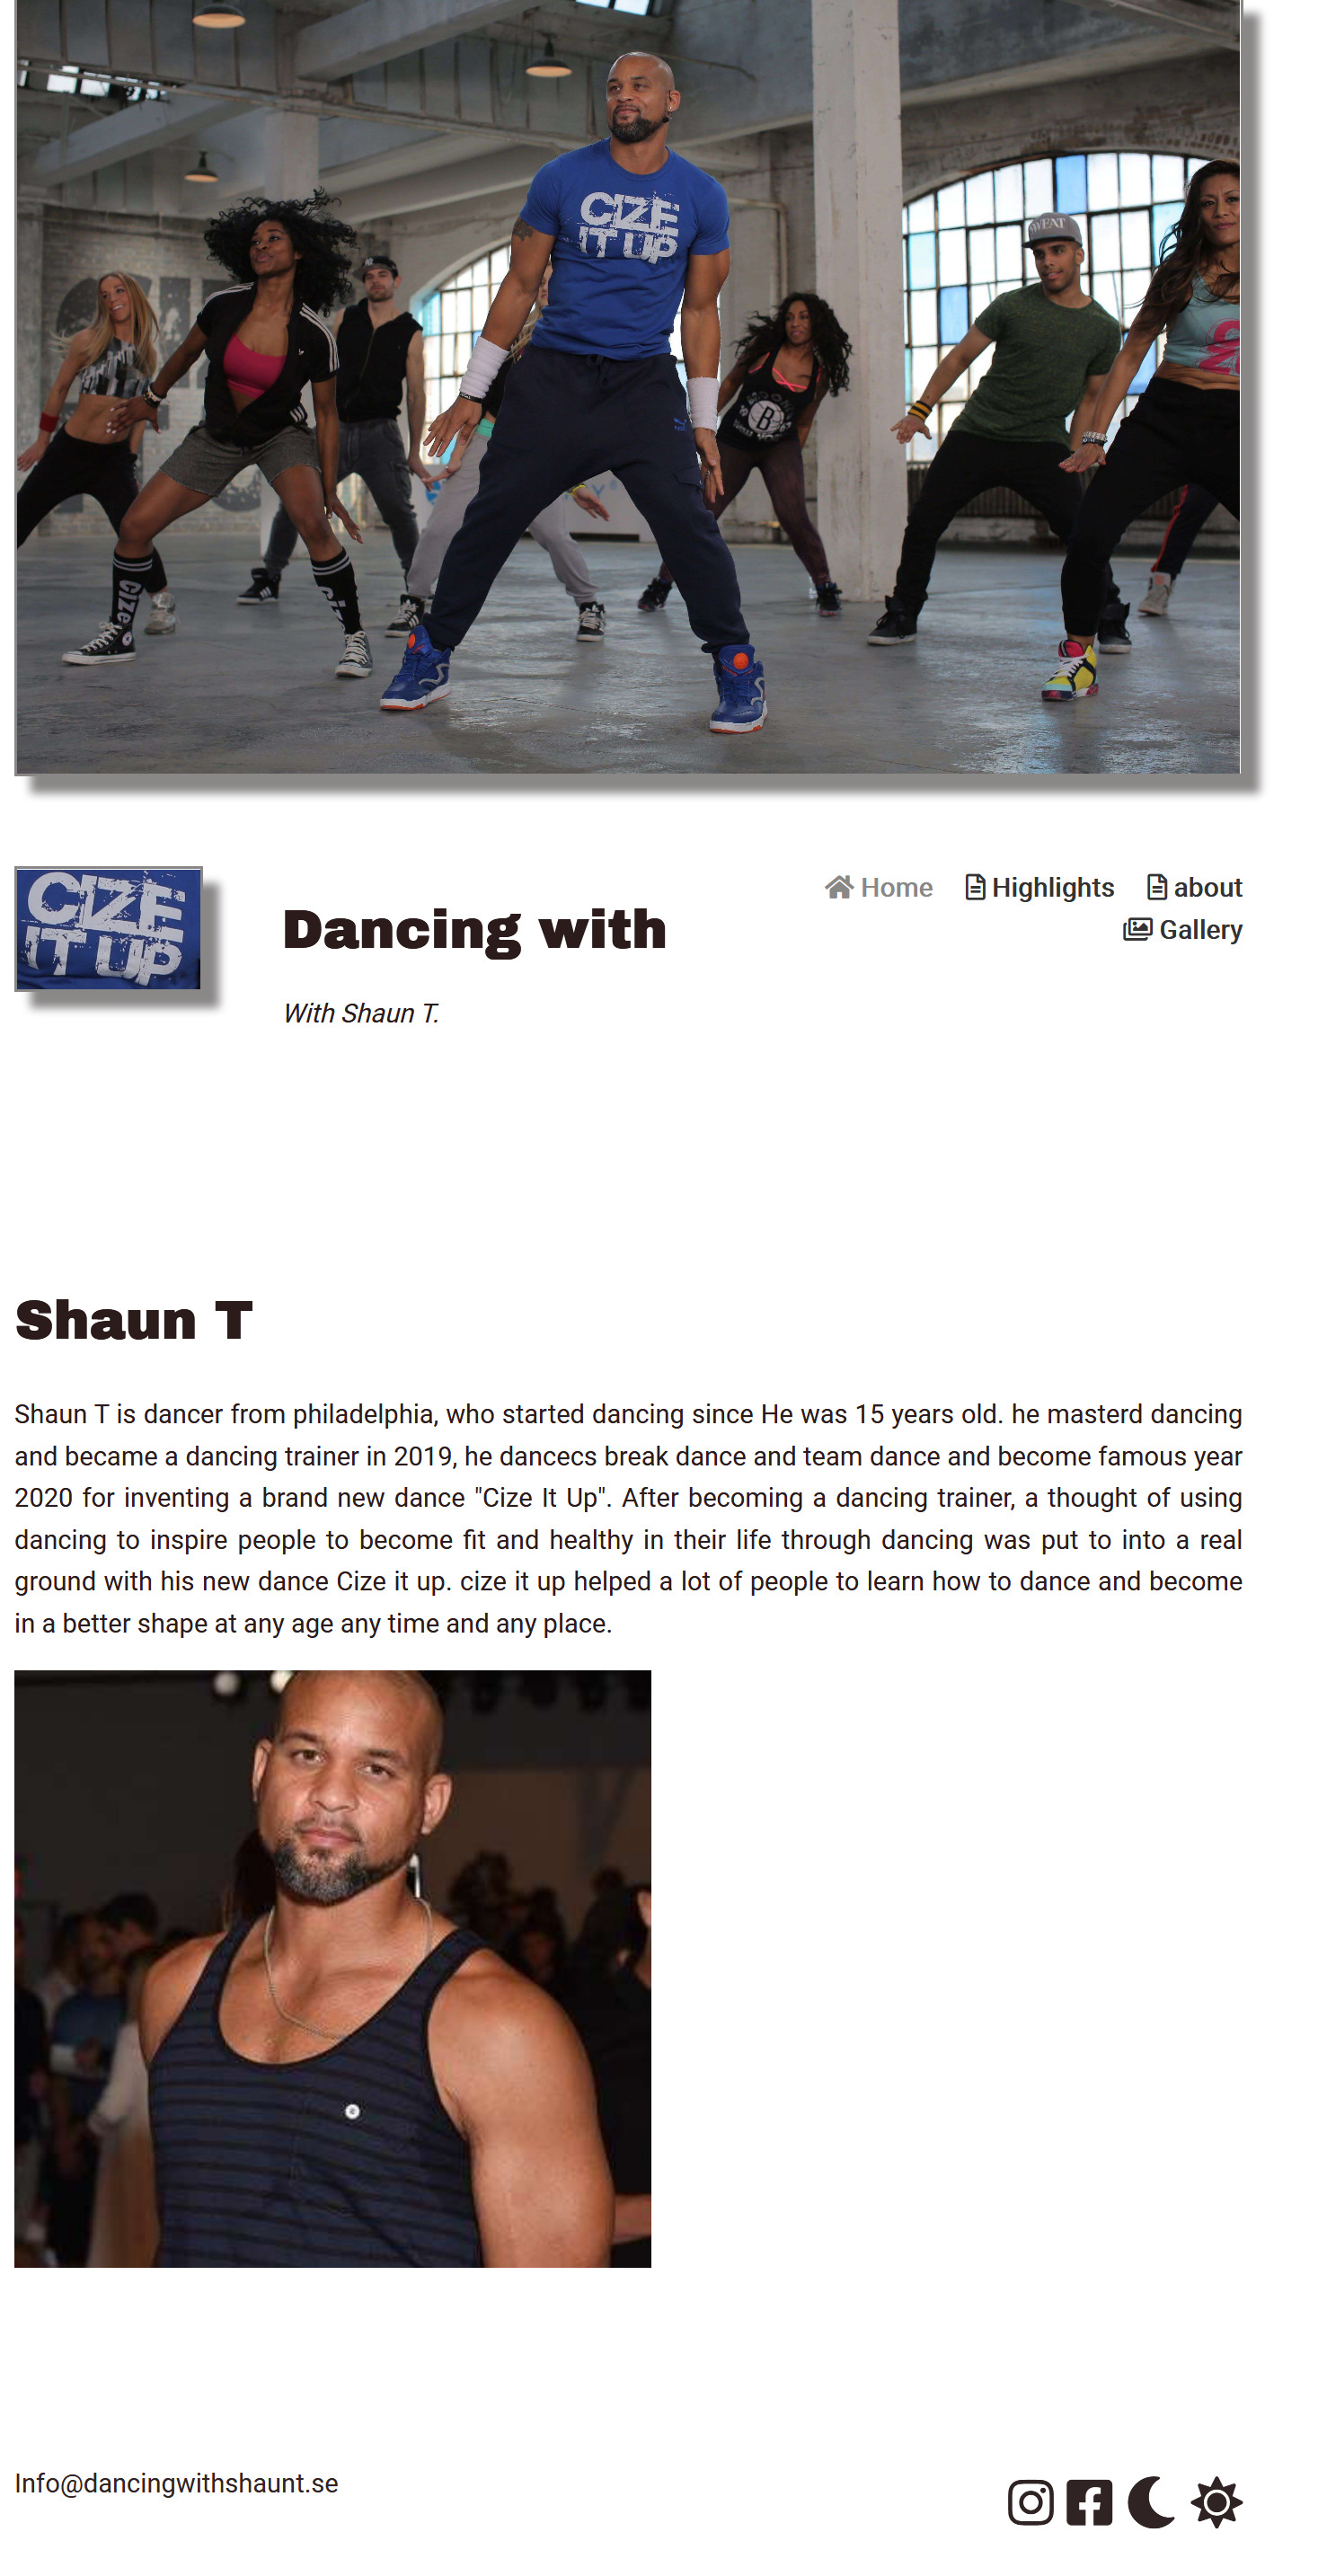 CIZE
IT UP
SWEAT
B
CIZE
CIZE
IT UP
Home
Highlights
about
Dancing with
Gallery
With Shaun T.
Shaun T
Shaun T is dancer from philadelphia, who started dancing since He was 15 years old. he masterd dancing
and became a dancing trainer in 2019, he dancecs break dance and team dance and become famous year
2020 for inventing a brand new dance "Cize It Up". After becoming a dancing trainer, a thought of using
dancing to inspire people to become fit and healthy in their life through dancing was put to into a real
ground with his new dance Cize it up. cize it up helped a lot of people to learn how to dance and become
in a better shape at any age any time and any place.
Info@dancingwithshaunt.se